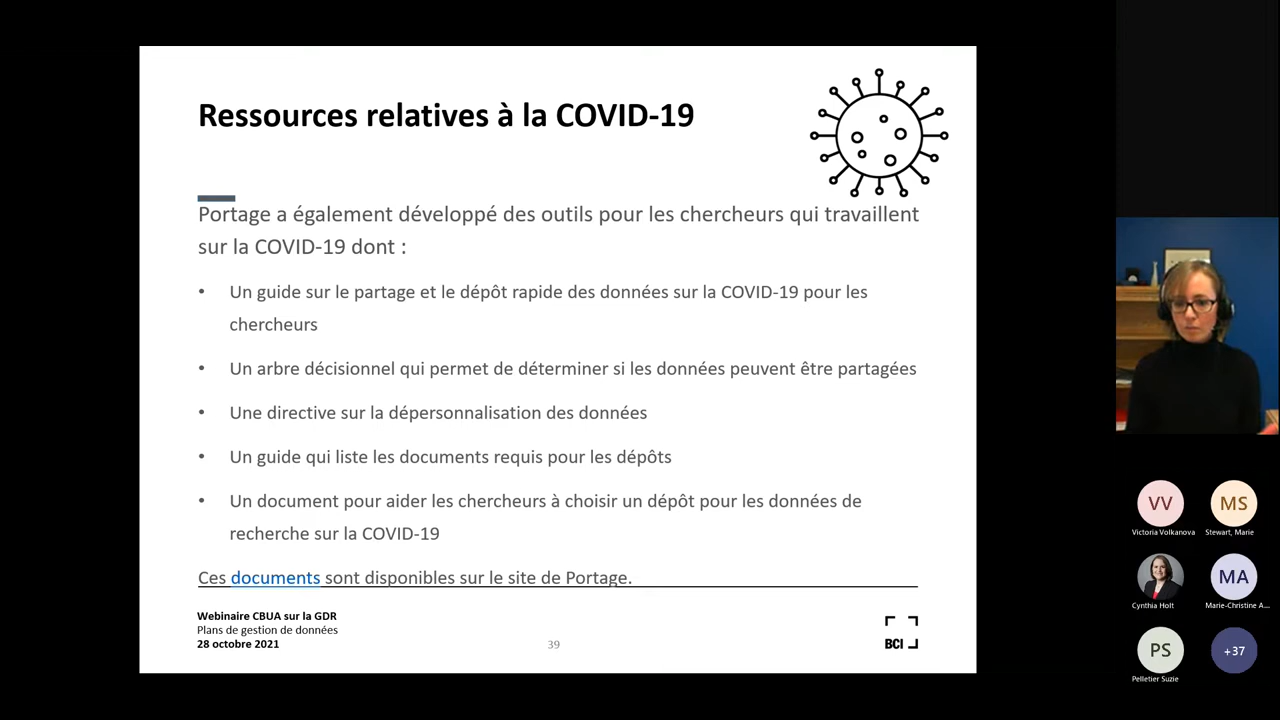 Ressources relatives à la COVID-19
Portage a également développé des outils pour les chercheurs qui travaillent
sur la COVID-19 dont :
• Un guide sur le partage et le dépôt rapide des données sur la COVID-19 pour les
chercheurs
• Un arbre décisionnel qui permet de déterminer si les données peuvent être partagées
• Une directive sur la dépersonnalisation des données
• Un guide qui liste les documents requis pour les dépôts
• Un document pour aider les chercheurs à choisir un dépôt pour les données de
recherche sur la COVID-19
Ces documents sont disponibles sur le site de Portage.
Webinaire CBUA sur la GDR
Plans de gestion de données
28 octobre 2021
39
BCI
VV
Victoria Volkanova
MS
Stewart, Marie
Cynthia Holt
MA
Marie-Christine A...
PS
Pelletier Suzie
+37